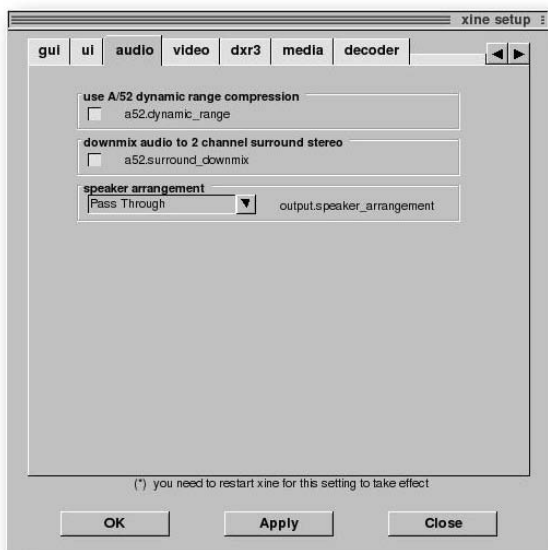 xine setup
gui ui audio video dxr3 media decoder
use A/52 dynamic range compression
a52.dynamic_range
downmix audio to 2 channel surround stereo
a52.surround_downmix
speaker arrangement
Pass Through output.speaker_arrangement
(*) you need to restart xine for this setting to take effect
OK Apply Close